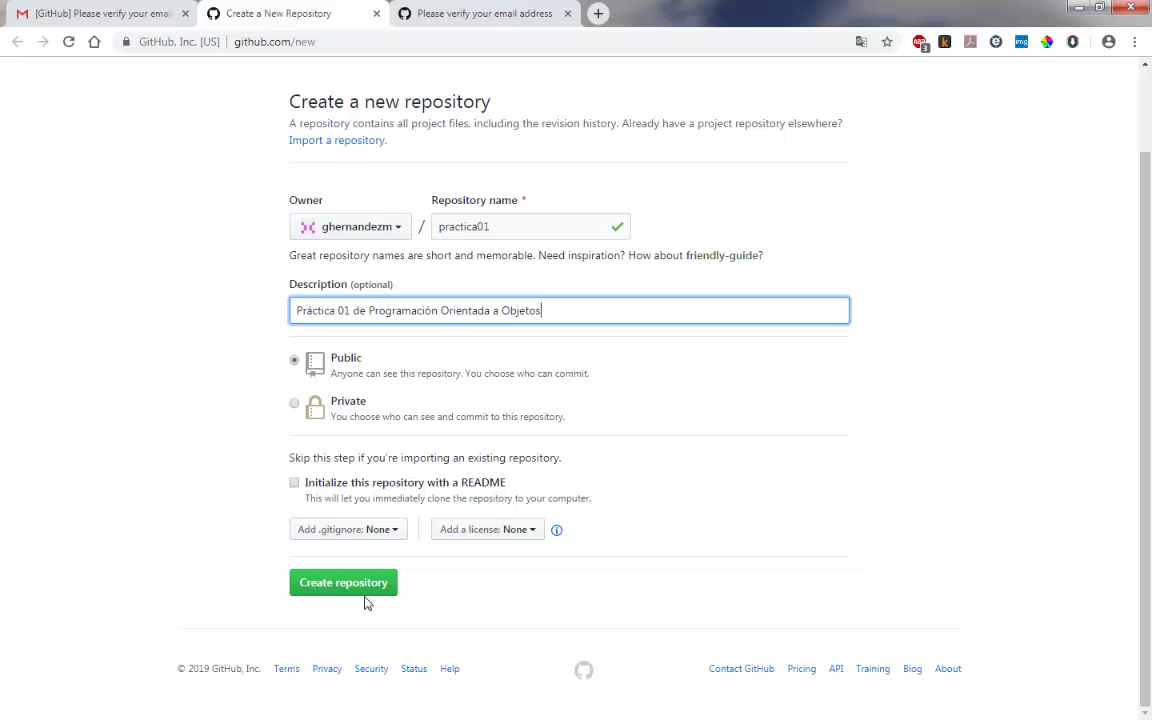 [GitHub] Please verify your emai
Create a New Repository
Please verify your email address
GitHub, Inc. [US]
github.com/new
ABP
3
k
e
img
Create a new repository
A repository contains all project files, including the revision history. Already have a project repository elsewhere?
Import a repository.
Owner
Repository name *
ghernandezm
/
practica01
Great repository names are short and memorable. Need inspiration? How about friendly-guide?
Description (optional)
Práctica 01 de Programación Orientada a Objetos
Public
Anyone can see this repository. You choose who can commit.
Private
You choose who can see and commit to this repository.
Skip this step if you're importing an existing repository.
Initialize this repository with a README
This will let you immediately clone the repository to your computer.
Add .gitignore: None
Add a license: None
Create repository
© 2019 GitHub, Inc.
Terms
Privacy
Security
Status
Help
Contact GitHub
Pricing
API
Training
Blog
About